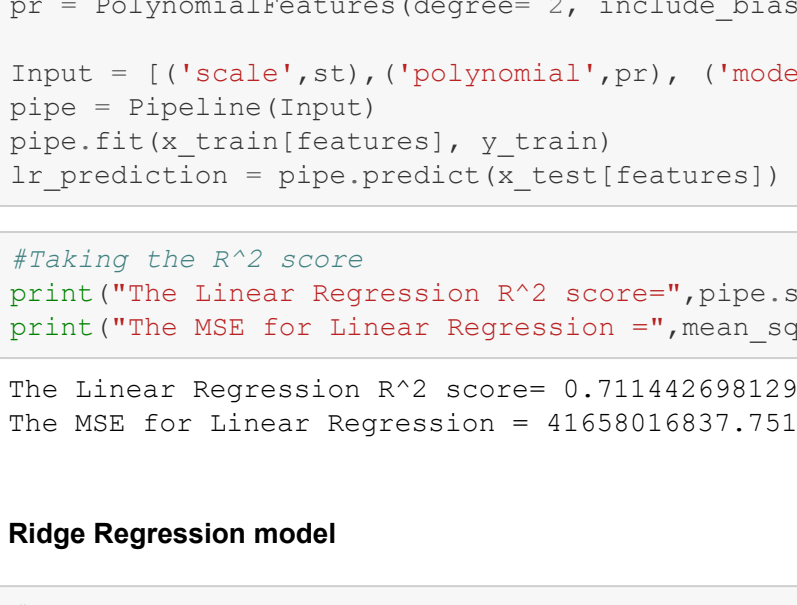 pr = PolynomialFeatures(degree= 2, include_bias
Input = [('scale',st),('polynomial',pr), ('mode
pipe = Pipeline(Input)
pipe.fit(x_train[features], y_train)
lr_prediction = pipe.predict(x_test[features])
#Taking the R^2 score
print("The Linear Regression R^2 score=",pipe.s
print("The MSE for Linear Regression =",mean_sq
The Linear Regression R^2 score= 0.711442698129
The MSE for Linear Regression = 41658016837.751
Ridge Regression model